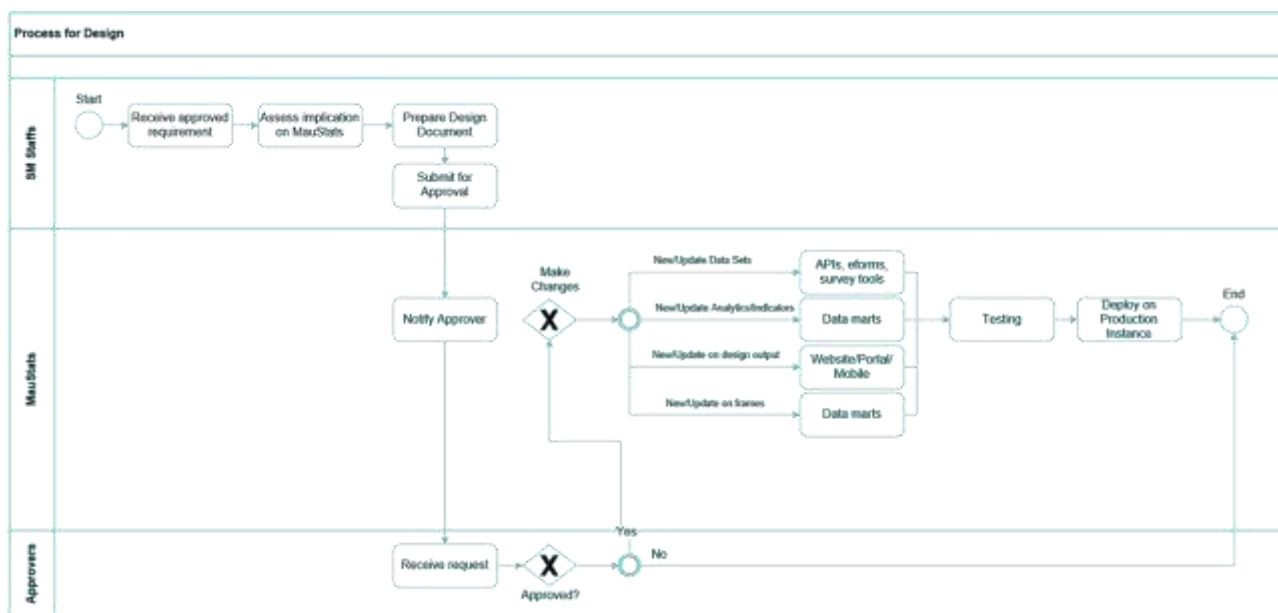 Process for Design
SM Staffs
Start
Receive approved
requirement
Assess implication
on MauStats
Prepare Design
Document
Submit for
Approval
MauStats
Notify Approver
Make
Changes
X
New/Update Data Sets
APIs, eforms,
survey tools
New/Update Analytics/Indicators
Data marts
New/Update on design output
Website/Portal/
Mobile
New/Update on frames
Data marts
Testing
Deploy on
Production
Instance
End
Approvers
Receive request
X
Approved?
Yes
No